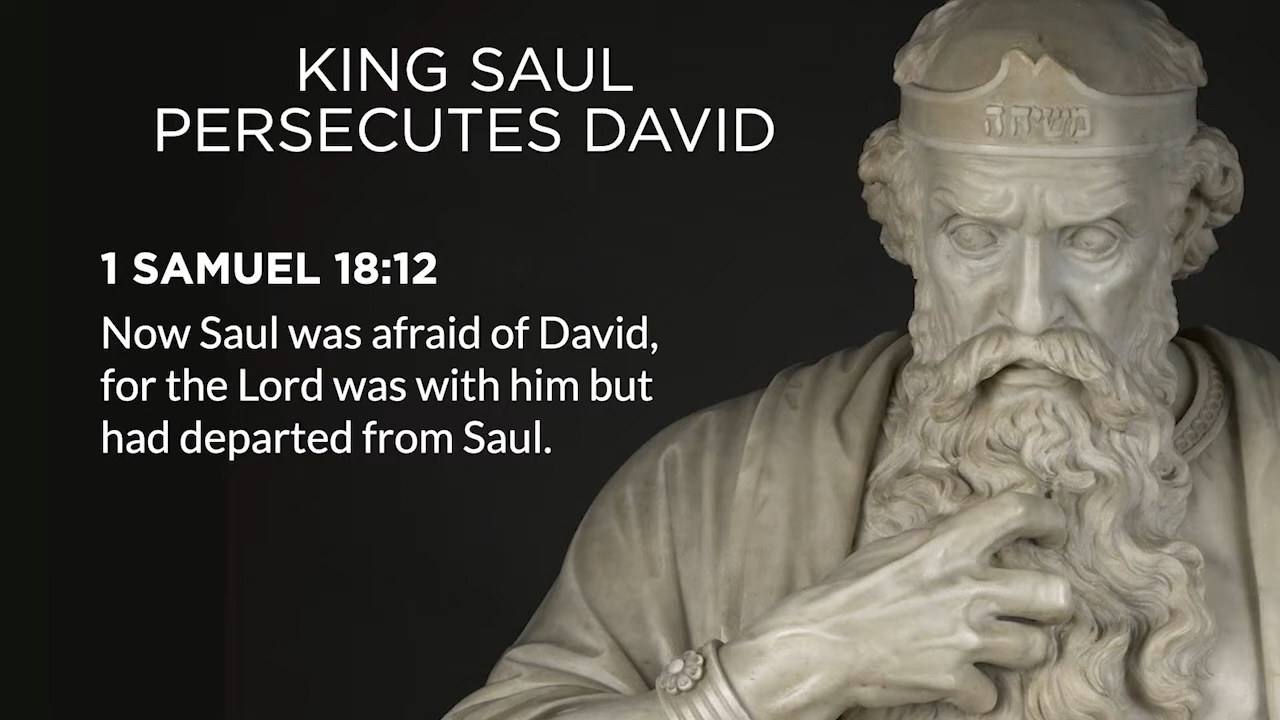 KING SAUL
PERSECUTES DAVID
משיח ה
1 SAMUEL 18:12
Now Saul was afraid of David,
for the Lord was with him but
had departed from Saul.